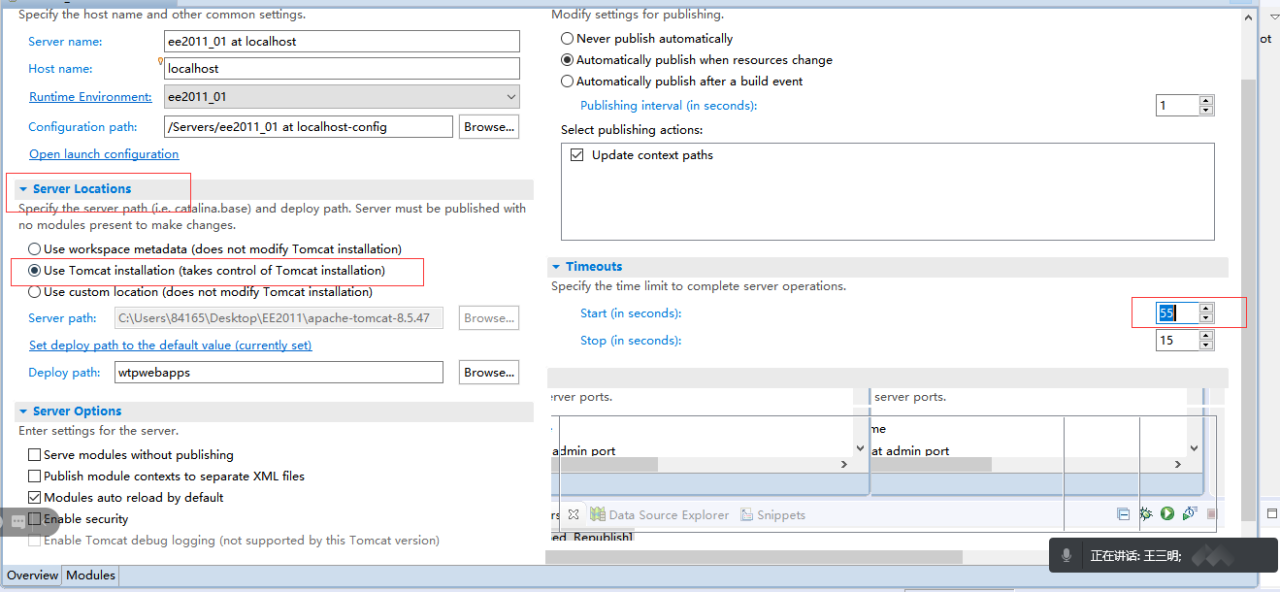 Specify the host name and other common settings.
Server name:
ee2011_01 at localhost
Host name:
localhost
Runtime Environment:
ee2011_01
Configuration path:
/Servers/ee2011_01 at localhost-config
Browse...
Open launch configuration
Server Locations
Specify the server path (i.e. catalina.base) and deploy path. Server must be published with
no modules present to make changes.
Use workspace metadata (does not modify Tomcat installation)
Use Tomcat installation (takes control of Tomcat installation)
Use custom location (does not modify Tomcat installation)
Server path:
C:\Users\84165\Desktop\EE2011\apache-tomcat-8.5.47
Browse...
Set deploy path to the default value (currently set)
Deploy path:
wtpwebapps
Browse...
Server Options
Enter settings for the server.
Serve modules without publishing
Publish module contexts to separate XML files
Modules auto reload by default
Enable security
Enable Tomcat debug logging (not supported by this Tomcat version)
Overview
Modules
Modify settings for publishing.
Never publish automatically
Automatically publish when resources change
Automatically publish after a build event
Publishing interval (in seconds):
1
Select publishing actions:
Update context paths
Timeouts
Specify the time limit to complete server operations.
Start (in seconds):
55
Stop (in seconds):
15
erver ports.
server ports.
me
admin port
at admin port
rs
Data Source Explorer
Snippets
ed, Republish]
正在讲话: 王三明;
ot